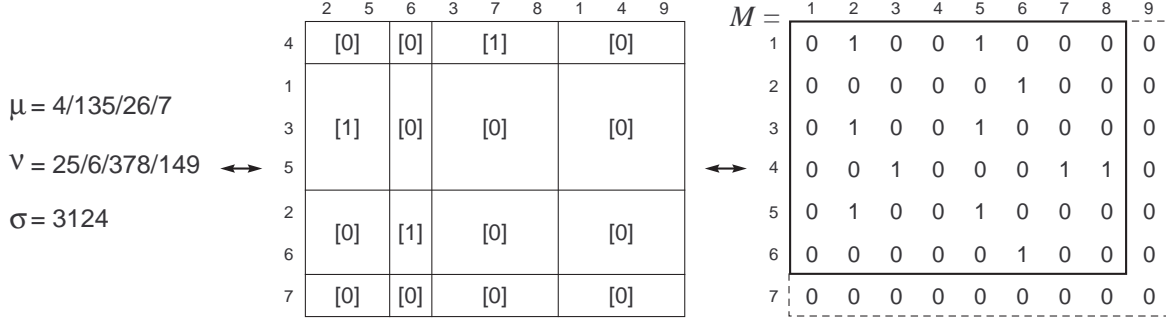 2 5 6 3 7 8 1 4 9
4 [0] [0] [1] [0]
1
3 [1] [0] [0] [0]
5
2
[0] [1] [0] [0]
6
7 [0] [0] [0] [0]
μ = 4/135/26/7
ν = 25/6/378/149
σ = 3124
M =
1 2 3 4 5 6 7 8 9
1 0 1 0 0 1 0 0 0 0
2 0 0 0 0 0 1 0 0 0
3 0 1 0 0 1 0 0 0 0
4 0 0 1 0 0 0 1 1 0
5 0 1 0 0 1 0 0 0 0
6 0 0 0 0 0 1 0 0 0
7 0 0 0 0 0 0 0 0 0